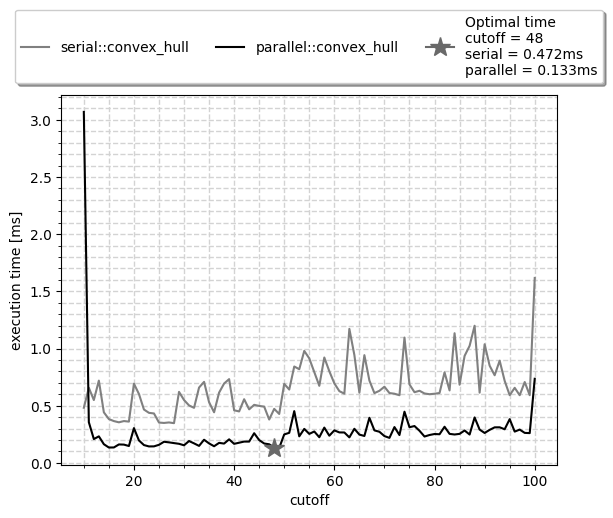 serial::convex_hull
parallel::convex_hull
Optimal time
cutoff = 48
serial = 0.472ms
parallel = 0.133ms
execution time [ms]
3.0
2.5
2.0
1.5
1.0
0.5
0.0
20
40
60
80
100
cutoff